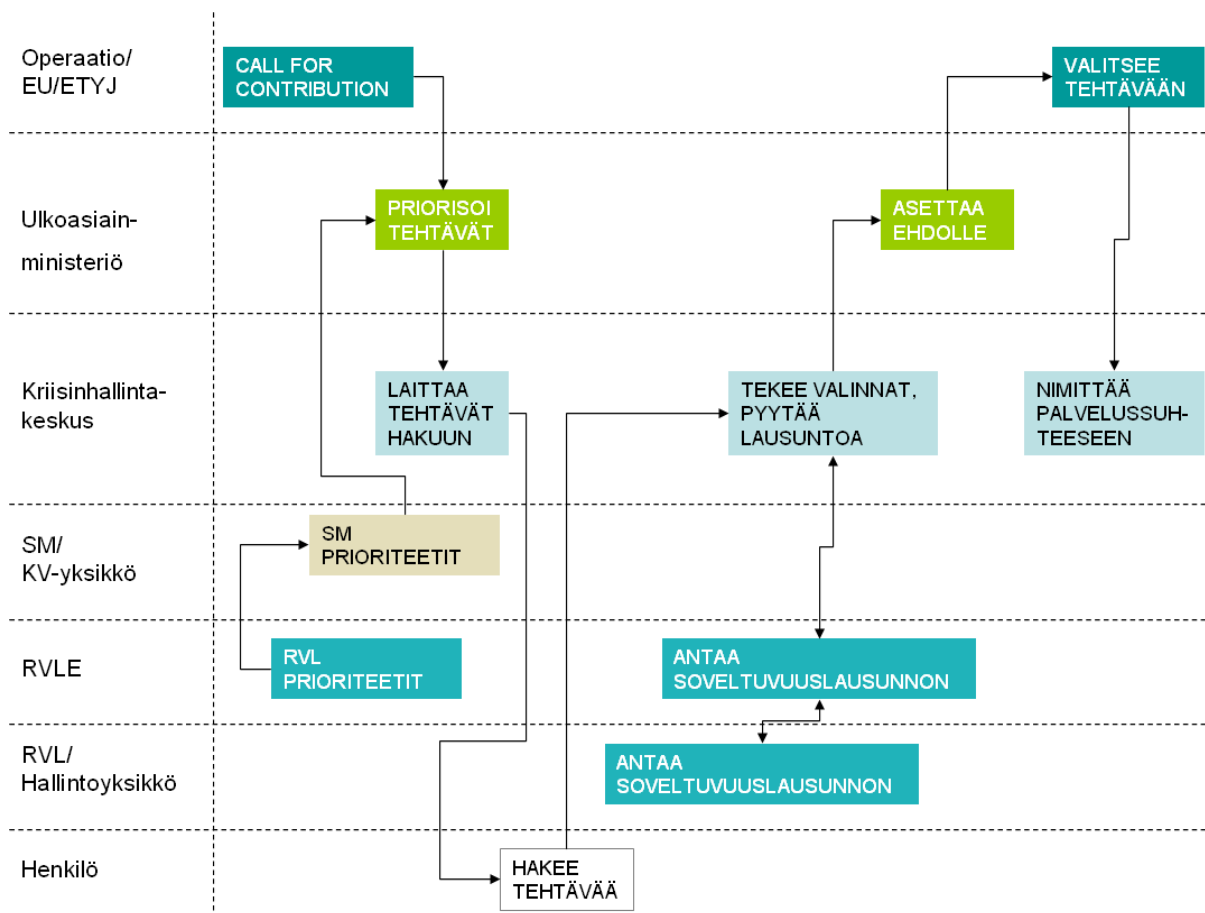 Operaatio/
EU/ETYJ
CALL FOR
CONTRIBUTION
VALITSEE
TEHTÄVÄÄN
Ulkoasiain-
ministeriö
PRIORISOI
TEHTÄVÄT
ASETTAA
EHDOLLE
Kriisinhallinta-
keskus
LAITTAA
TEHTÄVÄT
HAKUUN
TEKEE VALINNAT,
PYYTÄÄ
LAUSUNTOA
NIMITTÄÄ
PALVELUSSUH-
TEESEEN
SM/
KV-yksikkö
SM
PRIORITEETIT
RVLE
RVL
PRIORITEETIT
ANTAA
SOVELTUVUUSLAUSUNNON
RVL/
Hallintoyksikkö
ANTAA
SOVELTUVUUSLAUSUNNON
Henkilö
HAKEE
TEHTÄVÄÄ